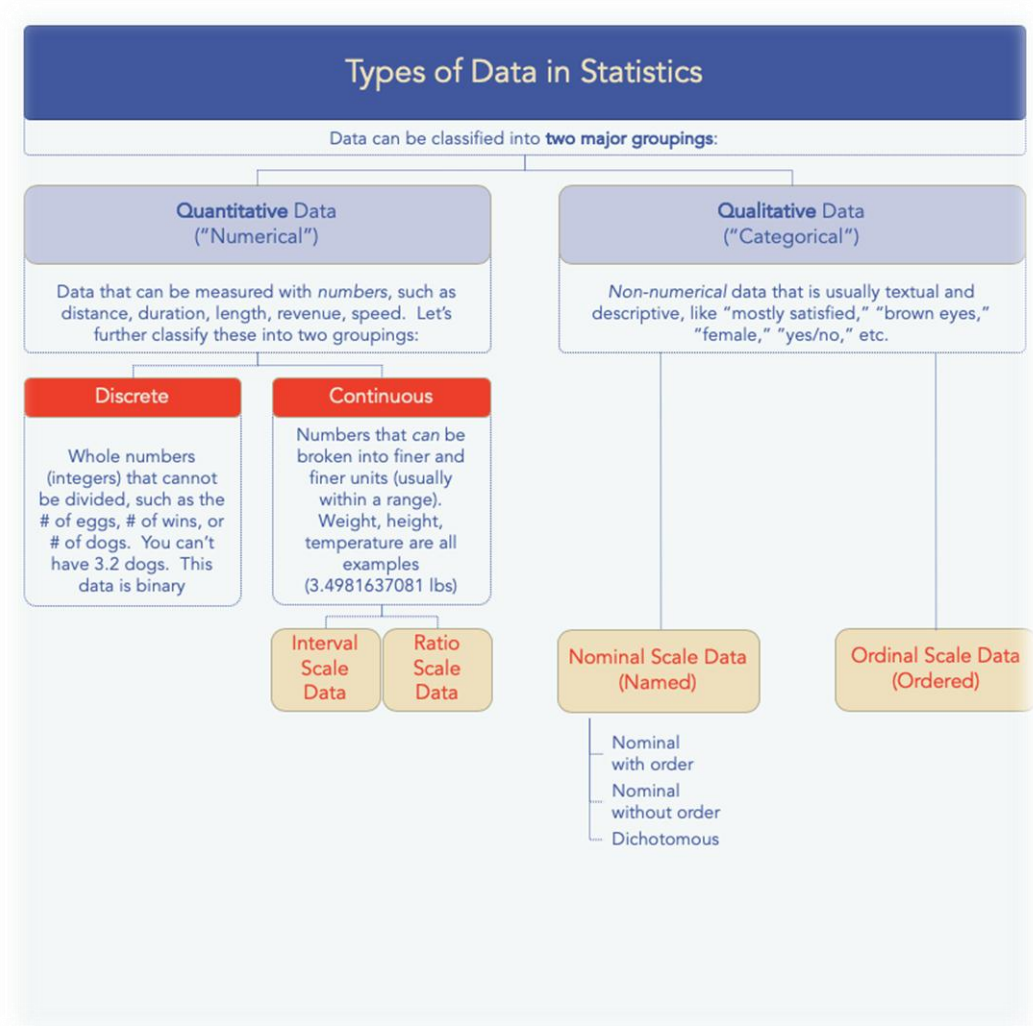 Types of Data in Statistics
Data can be classified into two major groupings:
Quantitative Data
(“Numerical”)
Data that can be measured with numbers, such as
distance, duration, length, revenue, speed.  Let’s
further classify these into two groupings:
Qualitative Data
(“Categorical”)
Non-numerical data that is usually textual and
descriptive, like “mostly satisfied,” “brown eyes,”
“female,” “yes/no,” etc.
Discrete
Whole numbers
(integers) that cannot
be divided, such as the
# of eggs, # of wins, or
# of dogs.  You can’t
have 3.2 dogs.  This
data is binary
Continuous
Numbers that can be
broken into finer and
finer units (usually
within a range).
Weight, height,
temperature are all
examples
(3.4981637081 lbs)
Interval
Scale
Data
Ratio
Scale
Data
Nominal Scale Data
(Named)
Nominal
with order
Nominal
without order
Dichotomous
Ordinal Scale Data
(Ordered)